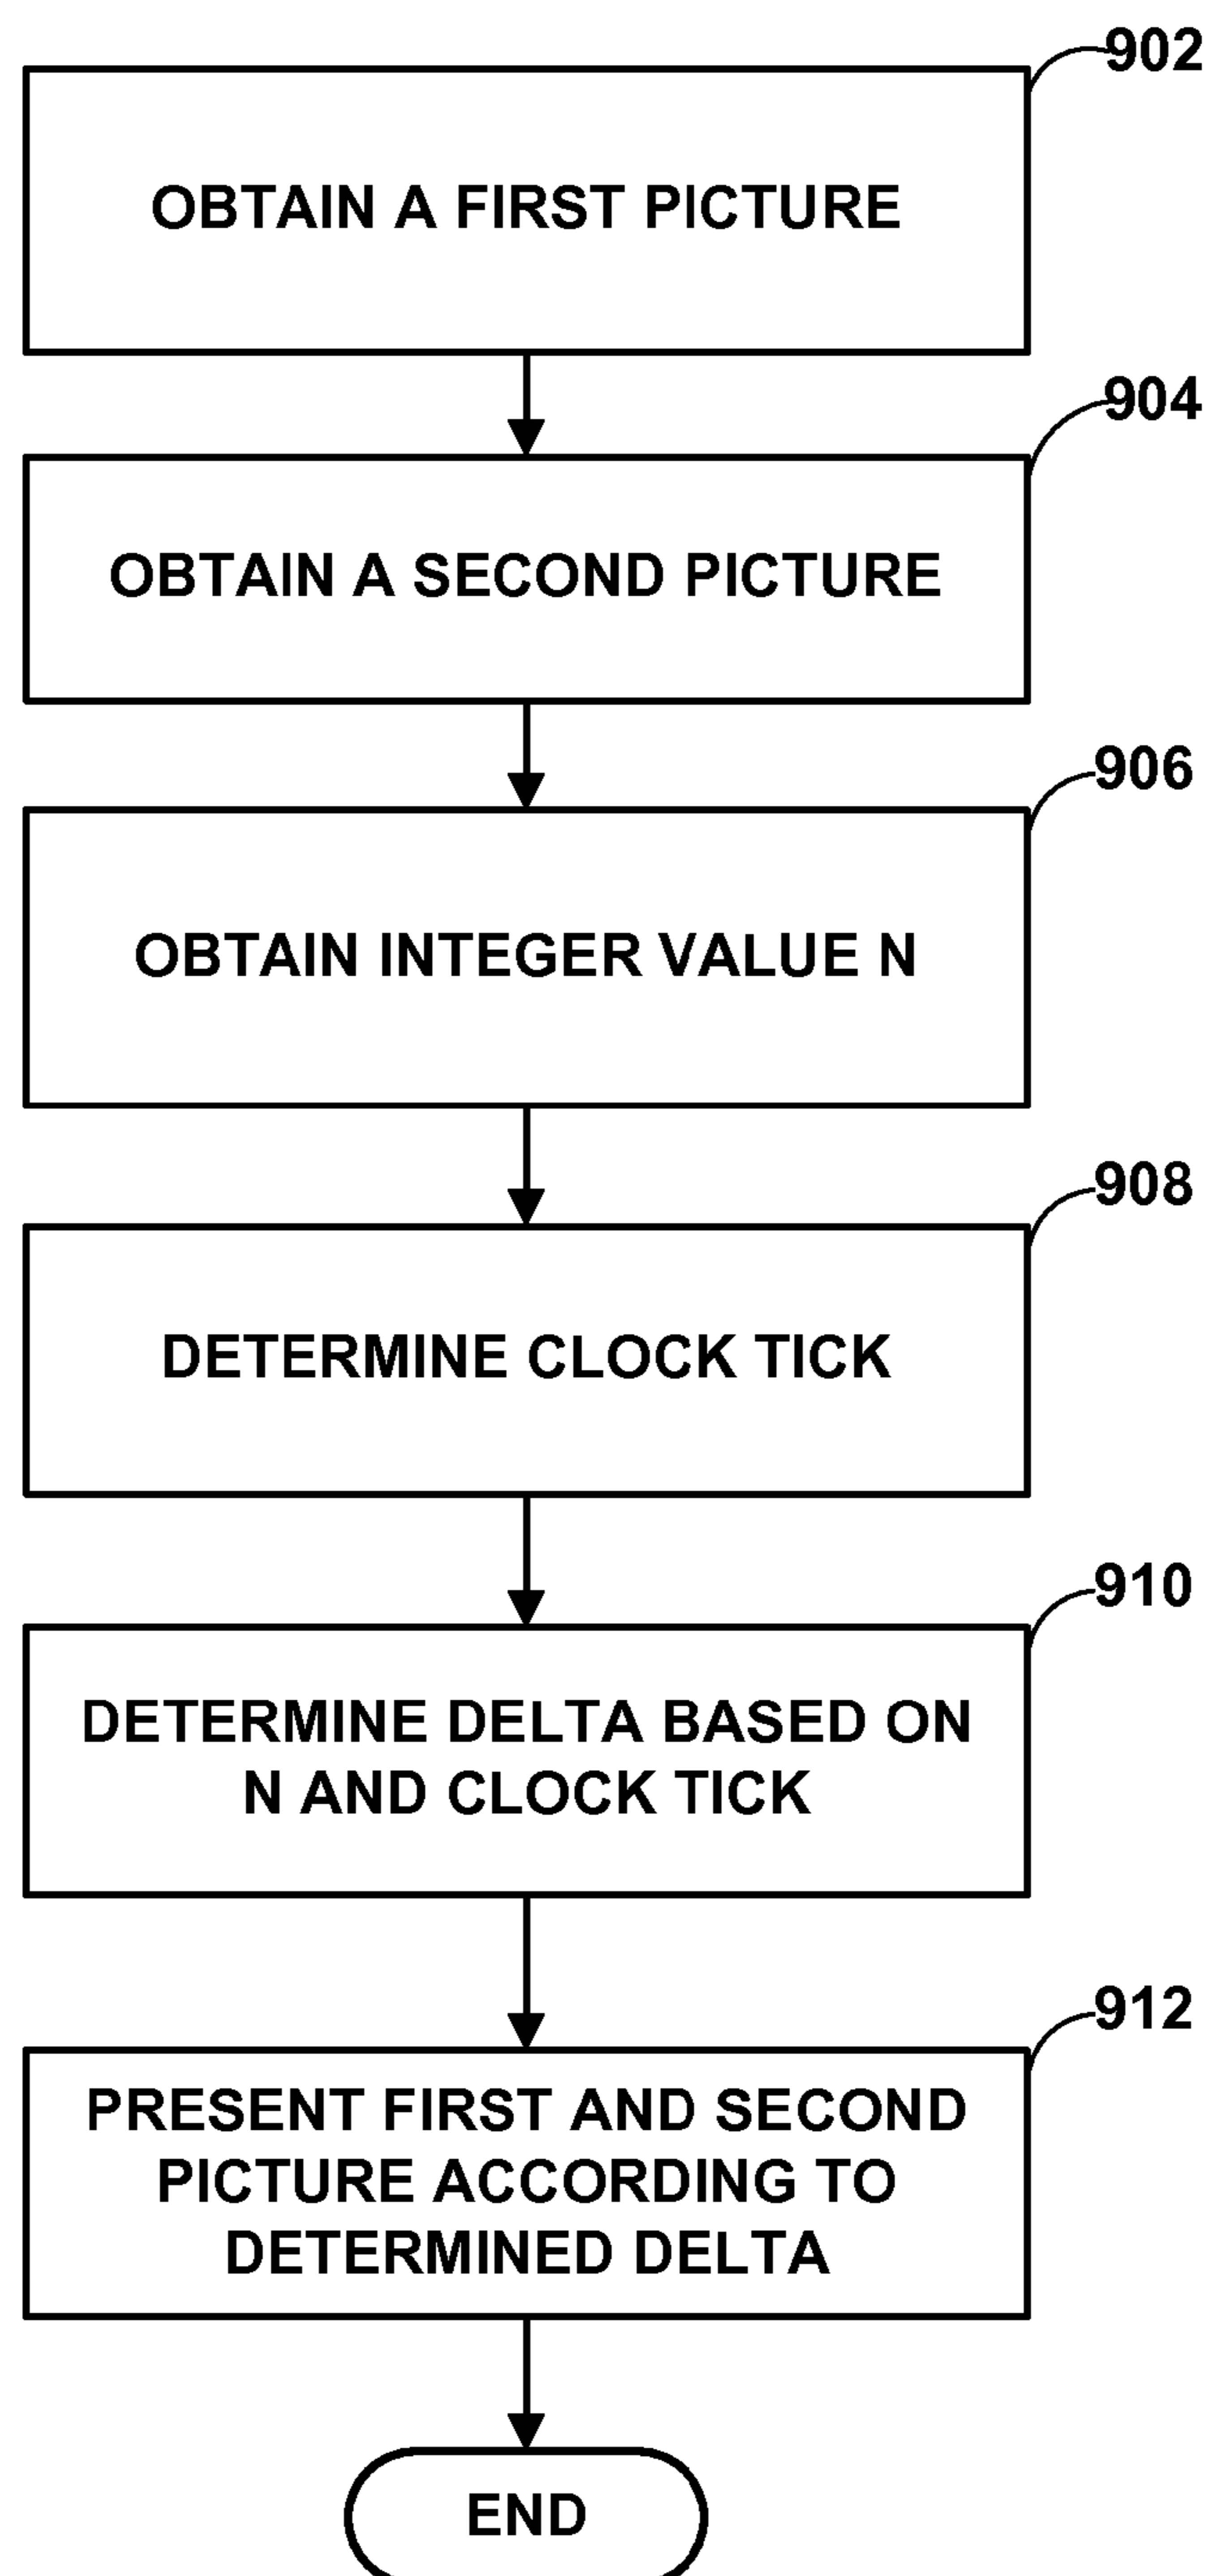 902
OBTAIN A FIRST PICTURE
904
OBTAIN A SECOND PICTURE
906
OBTAIN INTEGER VALUE N
908
DETERMINE CLOCK TICK
910
DETERMINE DELTA BASED ON
N AND CLOCK TICK
912
PRESENT FIRST AND SECOND
PICTURE ACCORDING TO
DETERMINED DELTA
END